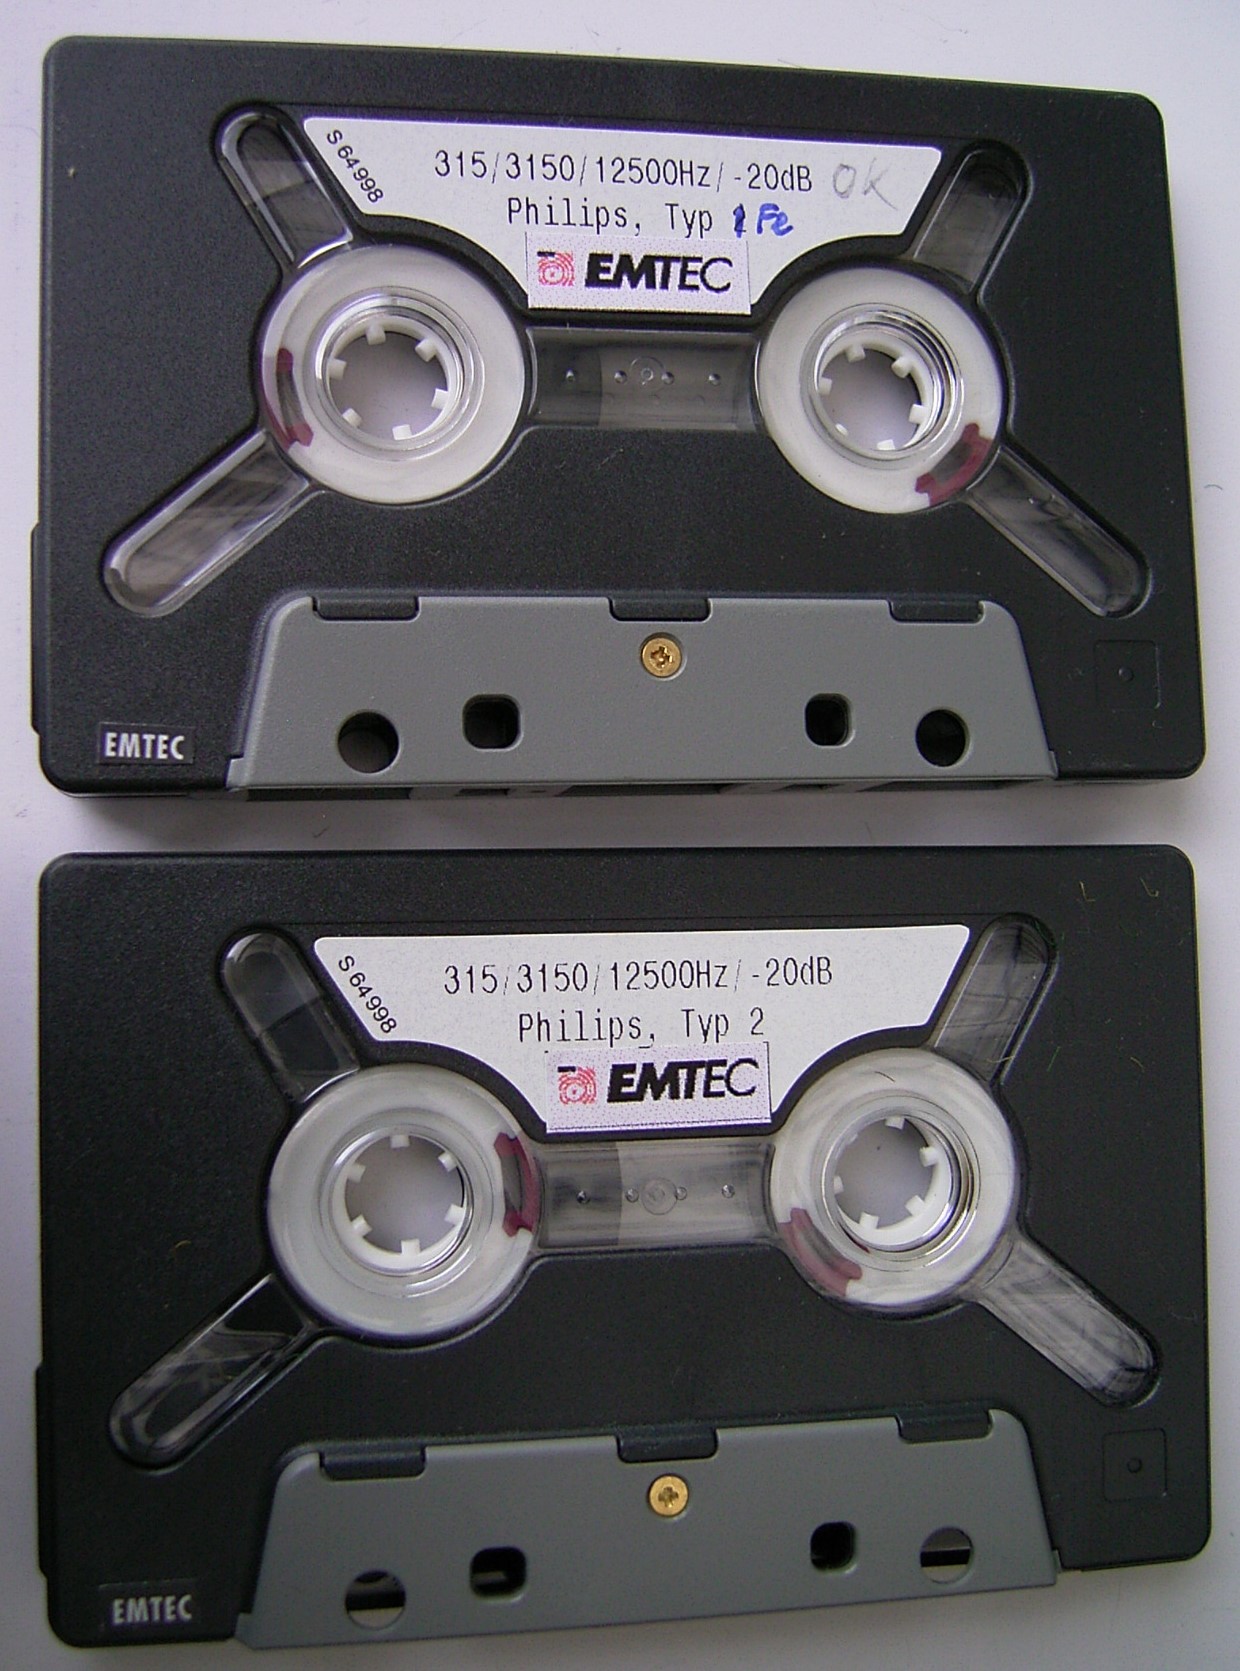 S 64998
315/3150/12500Hz/-20dB OK
Philips, Typ 1 Fe
EMTEC
EMTEC
S 64998
315/3150/12500Hz/-20dB
Philips, Typ 2
EMTEC
EMTEC